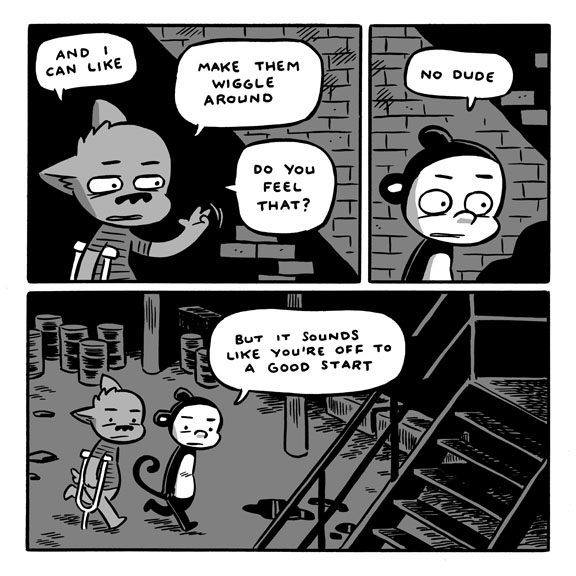 AND I
CAN LIKE
MAKE THEM
WIGGLE
AROUND
DO YOU
FEEL
THAT?
NO DUDE
BUT IT SOUNDS
LIKE YOU'RE OFF TO
A GOOD START